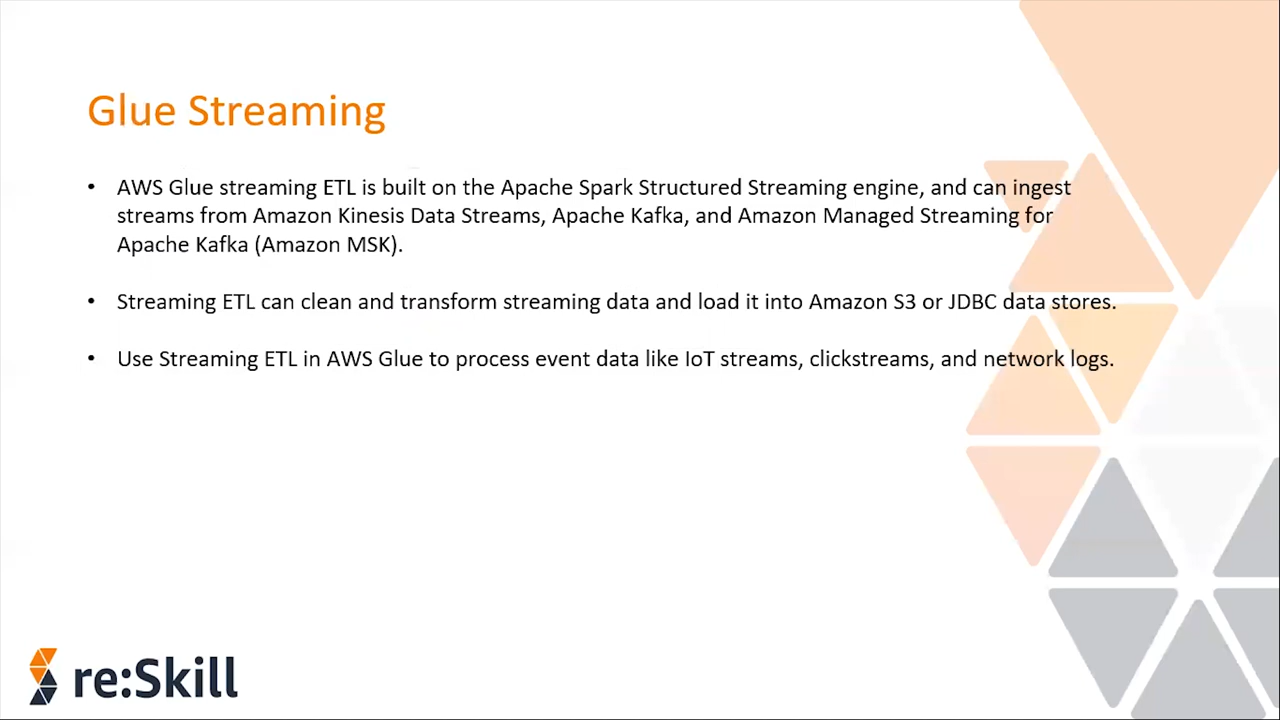 Glue Streaming
• AWS Glue streaming ETL is built on the Apache Spark Structured Streaming engine, and can ingest
streams from Amazon Kinesis Data Streams, Apache Kafka, and Amazon Managed Streaming for
Apache Kafka (Amazon MSK).
• Streaming ETL can clean and transform streaming data and load it into Amazon S3 or JDBC data stores.
• Use Streaming ETL in AWS Glue to process event data like IoT streams, clickstreams, and network logs.
re:Skill